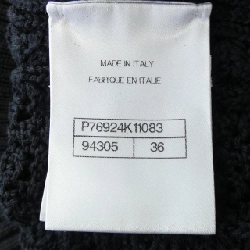 MADE IN ITALY
FABRIQUE EN ITALIE
P76924K11083
94305 36